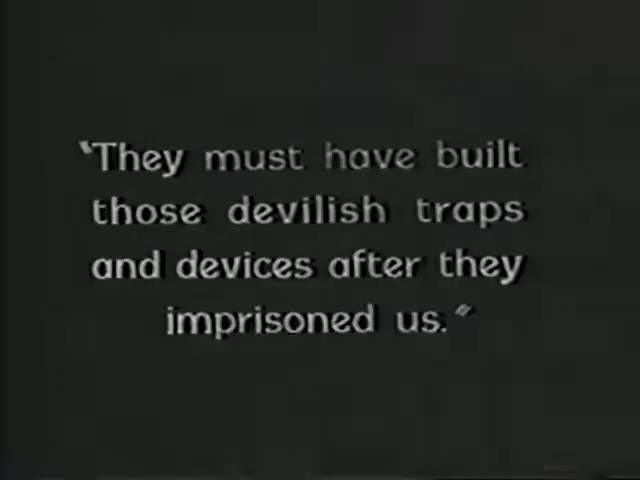 "They must have built
those devilish traps
and devices after they
imprisoned us."